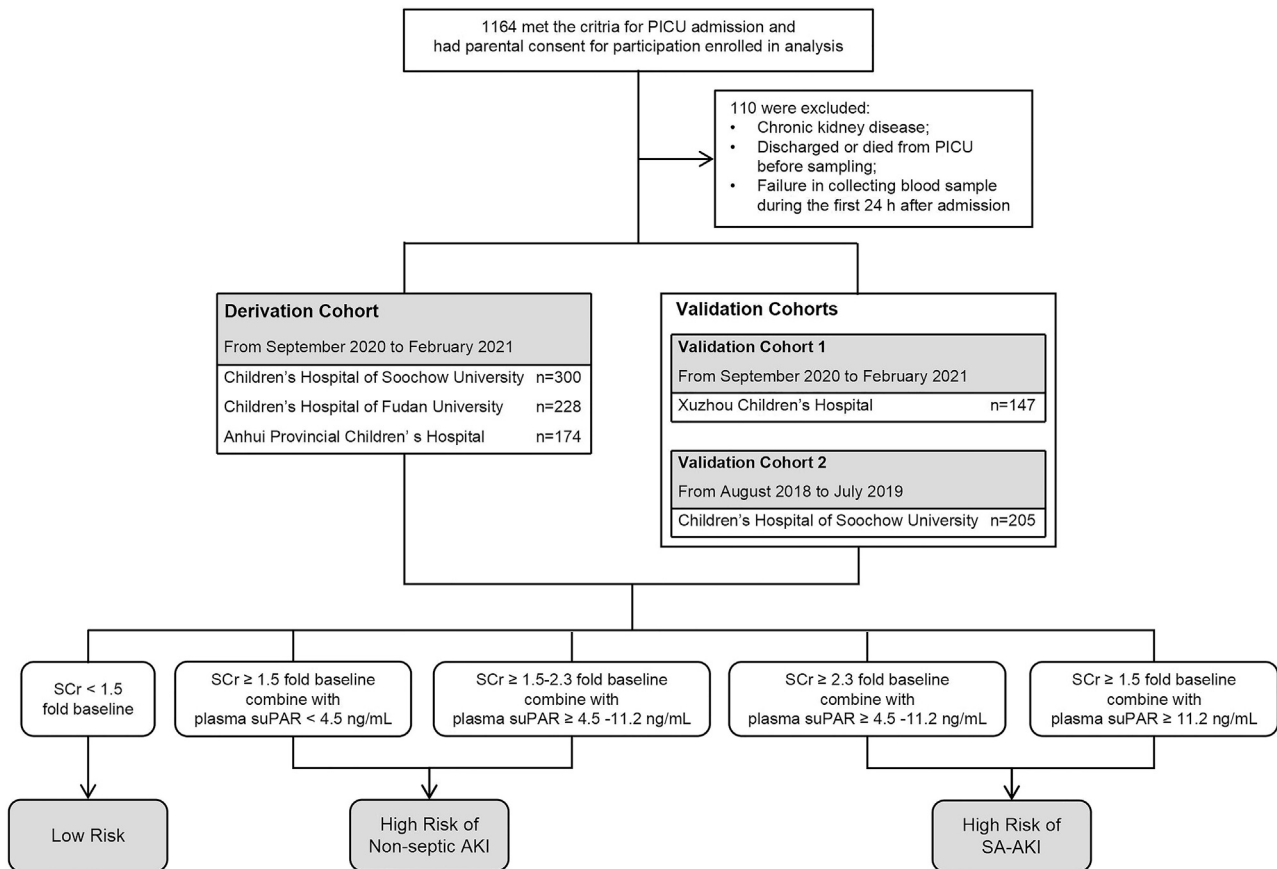 1164 met the critria for PICU admission and
had parental consent for participation enrolled in analysis
110 were excluded:
• Chronic kidney disease;
• Discharged or died from PICU
before sampling;
• Failure in collecting blood sample
during the first 24 h after admission
Derivation Cohort
From September 2020 to February 2021
Children's Hospital of Soochow University n=300
Children's Hospital of Fudan University n=228
Anhui Provincial Children' s Hospital n=174
Validation Cohorts
Validation Cohort 1
From September 2020 to February 2021
Xuzhou Children's Hospital n=147
Validation Cohort 2
From August 2018 to July 2019
Children's Hospital of Soochow University n=205
SCr < 1.5
fold baseline
SCr ≥ 1.5 fold baseline
combine with
plasma suPAR < 4.5 ng/mL
SCr ≥ 1.5-2.3 fold baseline
combine with
plasma suPAR ≥ 4.5 -11.2 ng/mL
SCr ≥ 2.3 fold baseline
combine with
plasma suPAR ≥ 4.5 -11.2 ng/mL
SCr ≥ 1.5 fold baseline
combine with
plasma suPAR ≥ 11.2 ng/mL
Low Risk
High Risk of
Non-septic AKI
High Risk of
SA-AKI